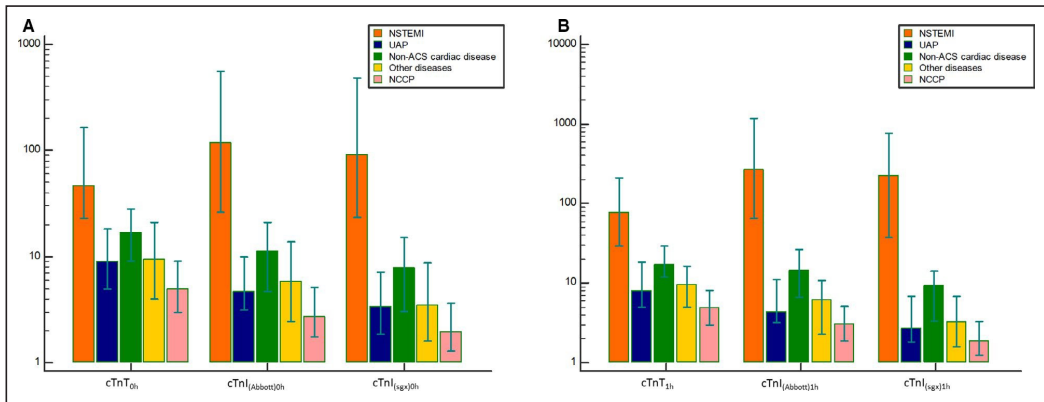 A
1000
100
10
1
NSTEMI
UAP
Non-ACS cardiac disease
Other diseases
NCCP
cTnT0h
cTnI(Abbott)0h
cTnI(sgx)0h
B
10000
1000
100
10
1
NSTEMI
UAP
Non-ACS cardiac disease
Other diseases
NCCP
cTnT1h
cTnI(Abbott)1h
cTnI(sgx)1h